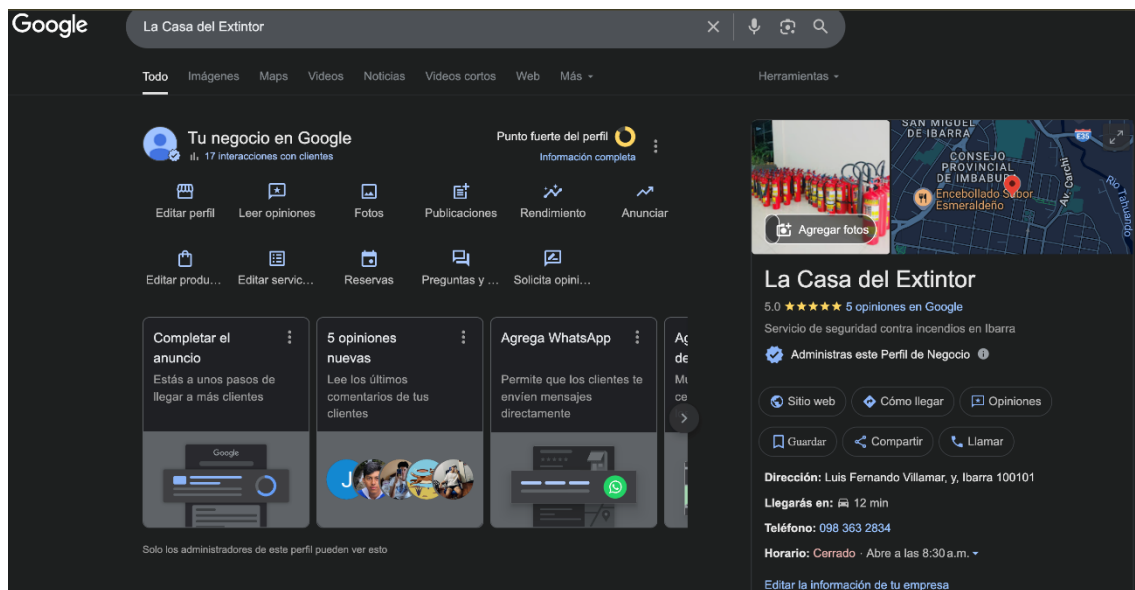 Google
La Casa del Extintor
Todo Imágenes Maps Videos Noticias Videos cortos Web Más Herramientas
Tu negocio en Google
17 interacciones con clientes
Punto fuerte del perfil
Información completa
Editar perfil Leer opiniones Fotos Publicaciones Rendimiento Anunciar
Editar produ... Editar servic... Reservas Preguntas y ... Solicita opini...
Completar el
anuncio
Estás a unos pasos de
llegar a más clientes
Google
5 opiniones
nuevas
Lee los últimos
comentarios de tus
clientes
J
Agrega WhatsApp
Permite que los clientes te
envíen mensajes
directamente
Ag
de
Mu
ce
Solo los administradores de este perfil pueden ver esto
Agregar fotos
SAN MIGUEL
DE IBARRA
CONSEJO
PROVINCIAL
DE IMBABUR
Encebollado Sabor
Esmeraldeño
Av. Carchi
E35
Río Tahuando
La Casa del Extintor
5.0 5 opiniones en Google
Servicio de seguridad contra incendios en Ibarra
Administras este Perfil de Negocio
Sitio web Cómo llegar Opiniones
Guardar Compartir Llamar
Dirección: Luis Fernando Villamar, y, Ibarra 100101
Llegarás en: 12 min
Teléfono: 098 363 2834
Horario: Cerrado · Abre a las 8:30 a.m.
Editar la información de tu empresa